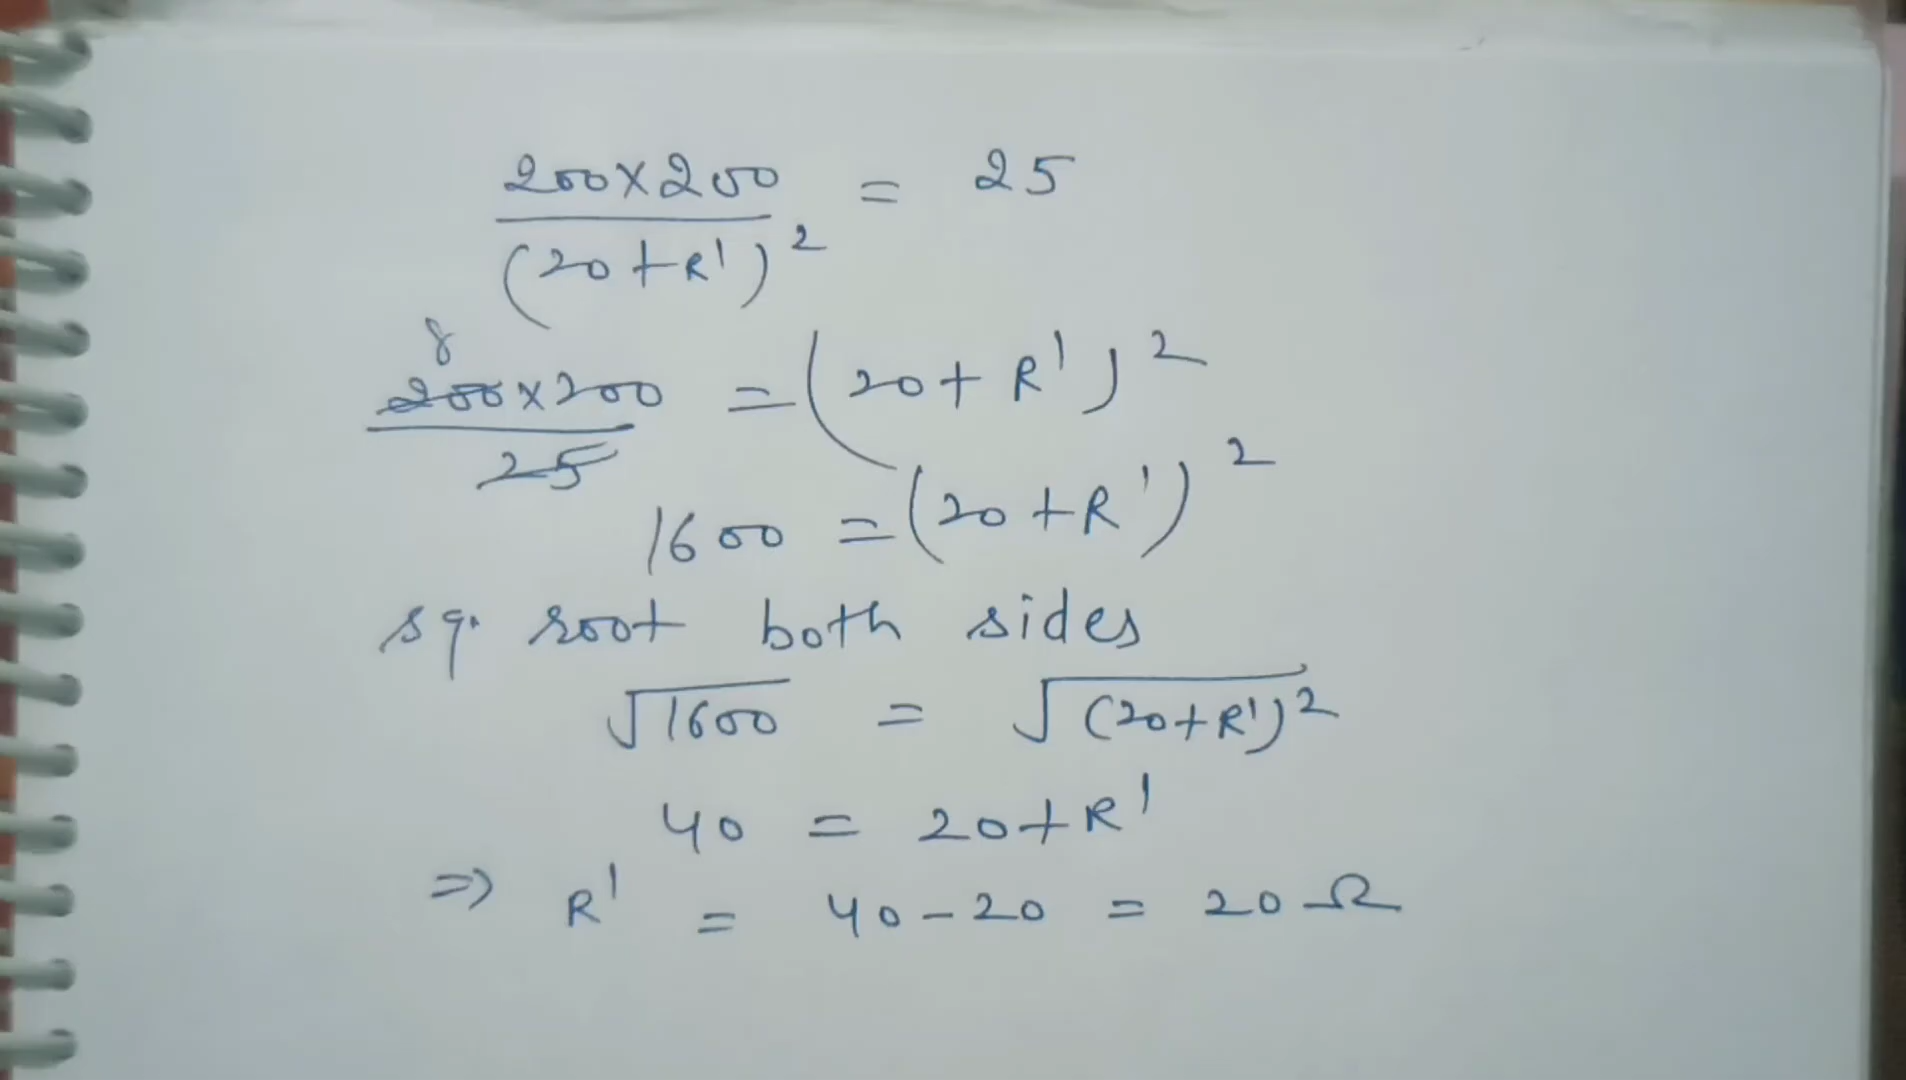 200×200 = 25
(20+R')²
8
200×200 = (20+R')²
25
1600 = (20+R')²
sq. root both sides
√1600 = √(20+R')²
40 = 20+R'
⇒ R' = 40-20 = 20Ω